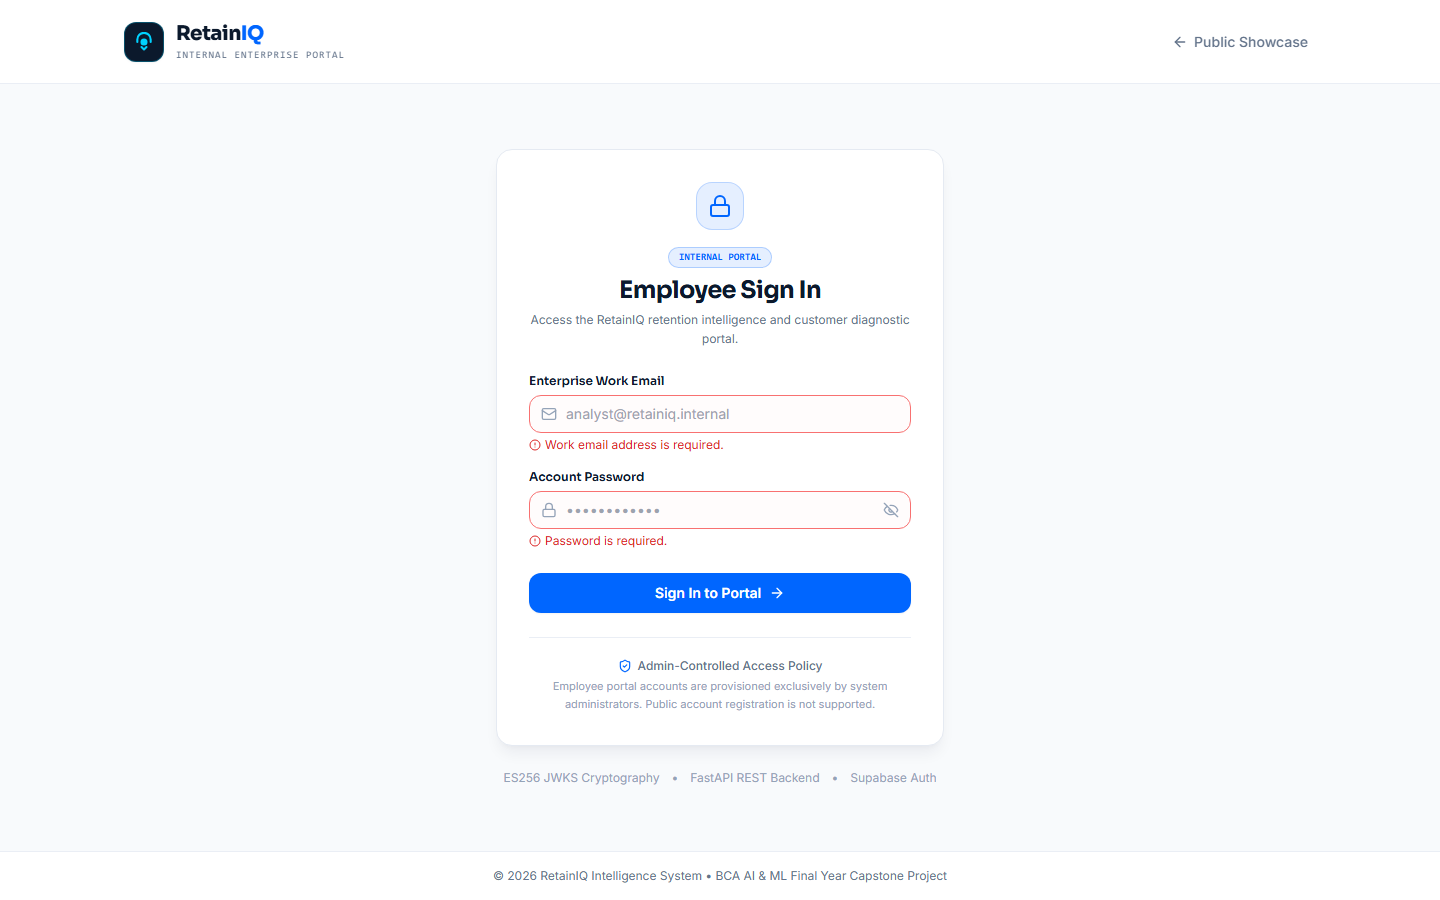 RetainIQ
INTERNAL ENTERPRISE PORTAL
Public Showcase
INTERNAL PORTAL
Employee Sign In
Access the RetainIQ retention intelligence and customer diagnostic
portal.
Enterprise Work Email
analyst@retainiq.internal
Work email address is required.
Account Password
••••••••••••
Password is required.
Sign In to Portal
Admin-Controlled Access Policy
Employee portal accounts are provisioned exclusively by system
administrators. Public account registration is not supported.
ES256 JWKS Cryptography • FastAPI REST Backend • Supabase Auth
© 2026 RetainIQ Intelligence System • BCA AI & ML Final Year Capstone Project